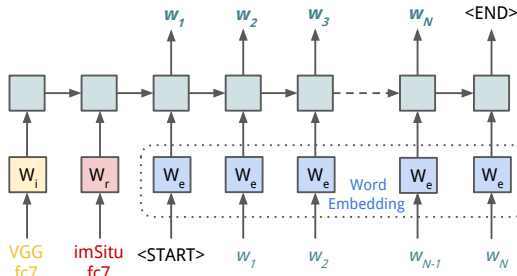 w1 w2 w3 wN <END>
Wi Wr We We We We We
Word
Embedding
VGG imSitu <START> w1 w2 wN-1 wN
fc7 fc7